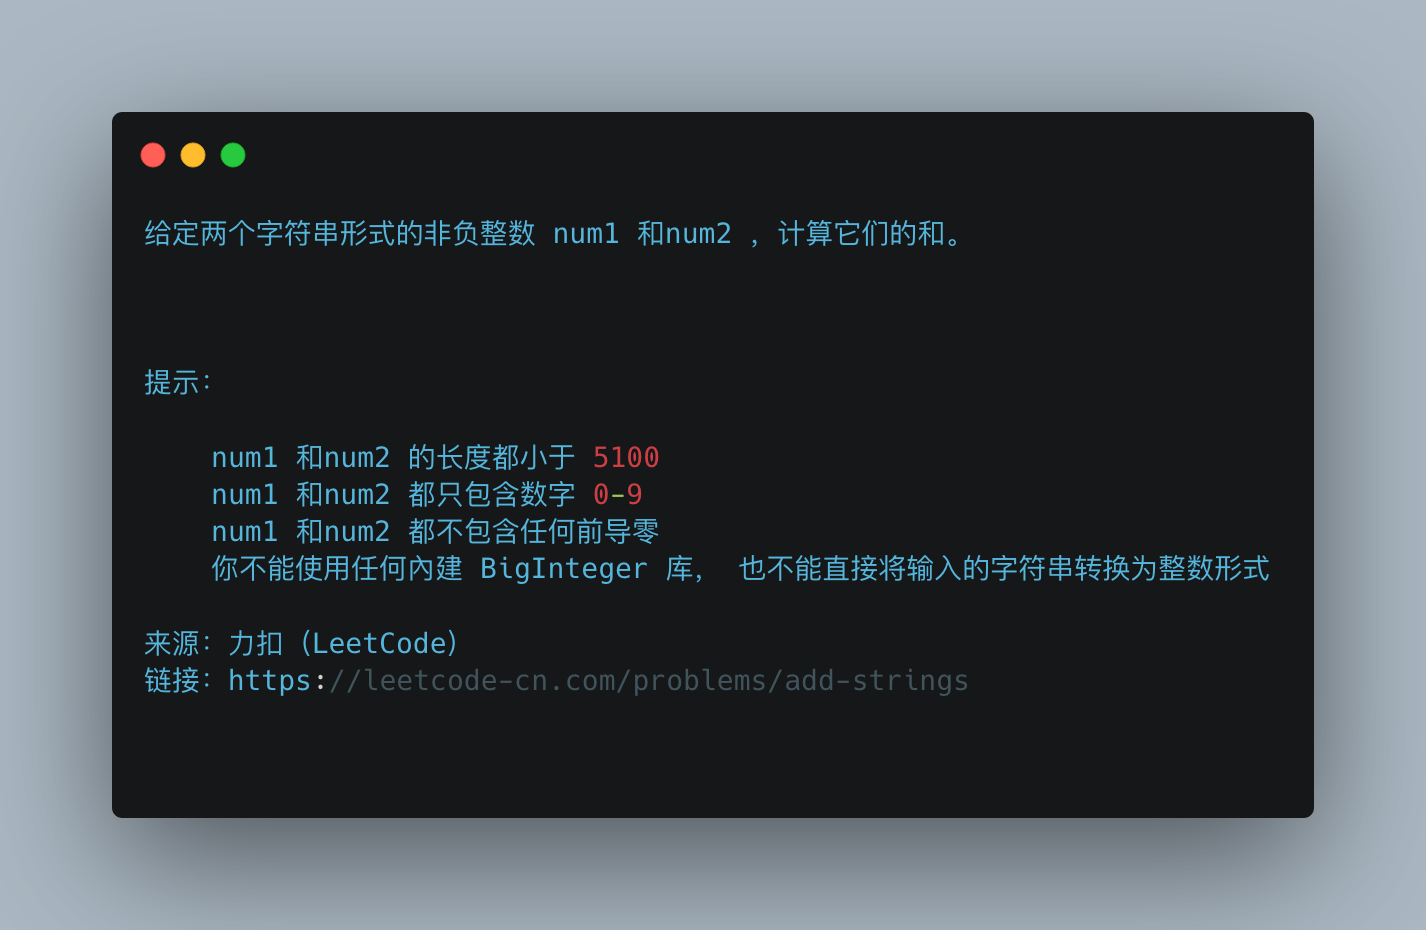 给定两个字符串形式的非负整数 num1 和num2 ，计算它们的和。
提示：
num1 和num2 的长度都小于 5100
num1 和num2 都只包含数字 0-9
num1 和num2 都不包含任何前导零
你不能使用任何內建 BigInteger 库， 也不能直接将输入的字符串转换为整数形式
来源：力扣（LeetCode）
链接：https://leetcode-cn.com/problems/add-strings